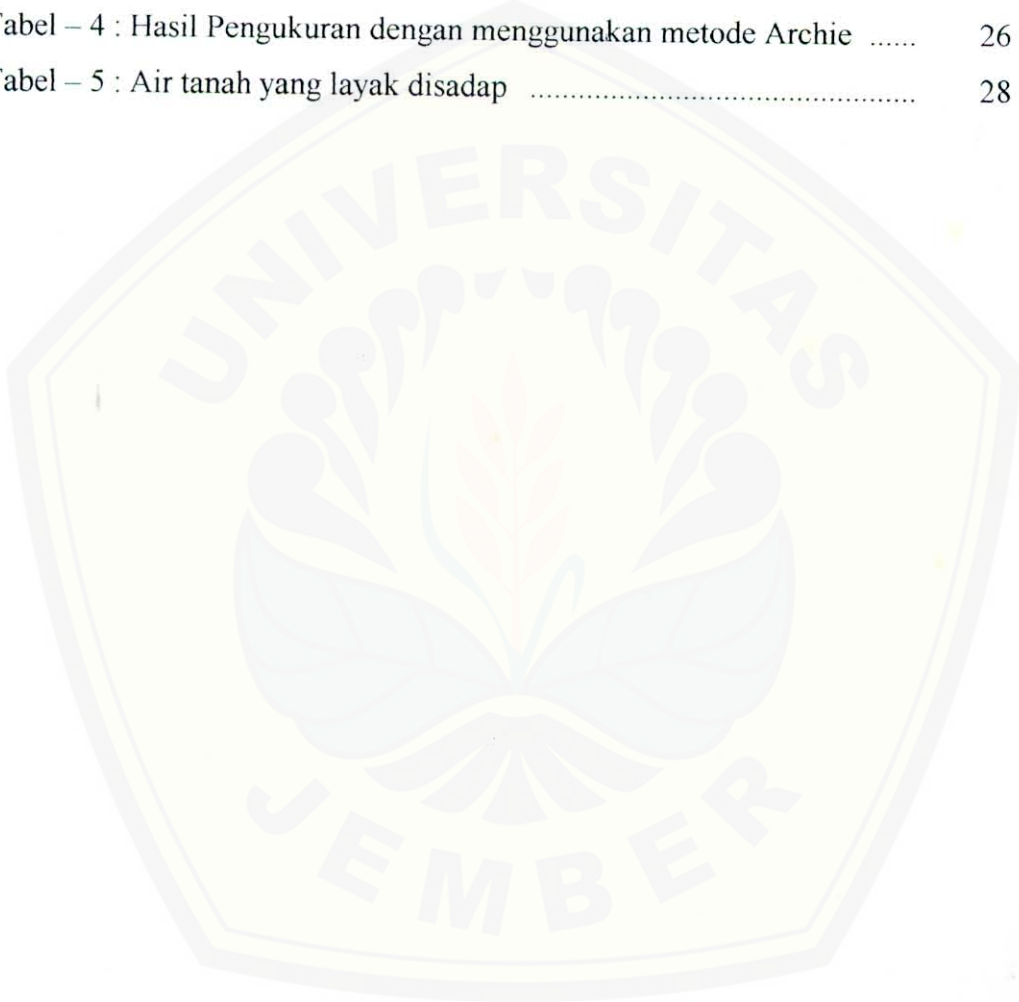 abel – 4 : Hasil Pengukuran dengan menggunakan metode Archie ...... 26
abel – 5 : Air tanah yang layak disadap ................................................ 28
UNIVERSITAS
JEMBER